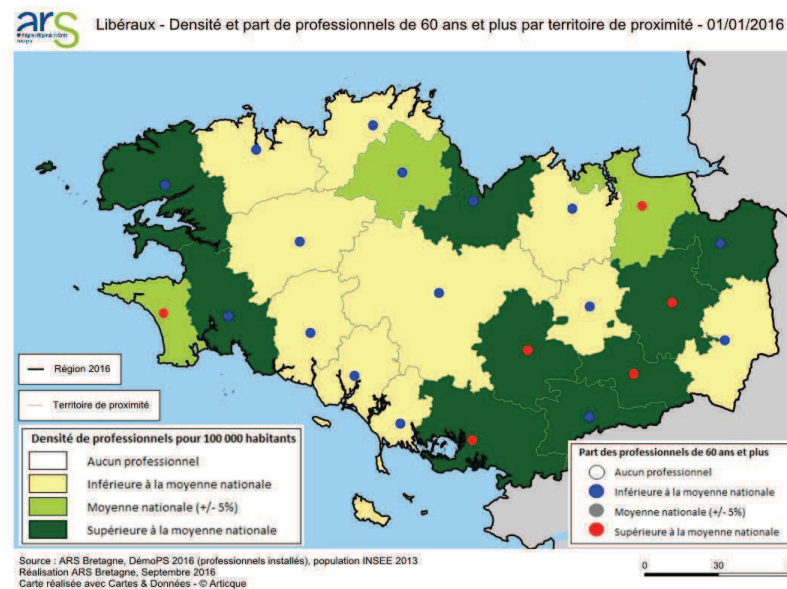 ars
Libéraux - Densité et part de professionnels de 60 ans et plus par territoire de proximité - 01/01/2016
Région 2016
Territoire de proximité
Densité de professionnels pour 100 000 habitants
Aucun professionnel
Inférieure à la moyenne nationale
Moyenne nationale (+/- 5%)
Supérieure à la moyenne nationale
Part des professionnels de 60 ans et plus
Aucun professionnel
Inférieure à la moyenne nationale
Moyenne nationale (+/- 5%)
Supérieure à la moyenne nationale
Source : ARS Bretagne, DémoPS 2016 (professionnels installés), population INSEE 2013
Réalisation ARS Bretagne, Septembre 2016
Carte réalisée avec Cartes & Données - © Articque
0 30